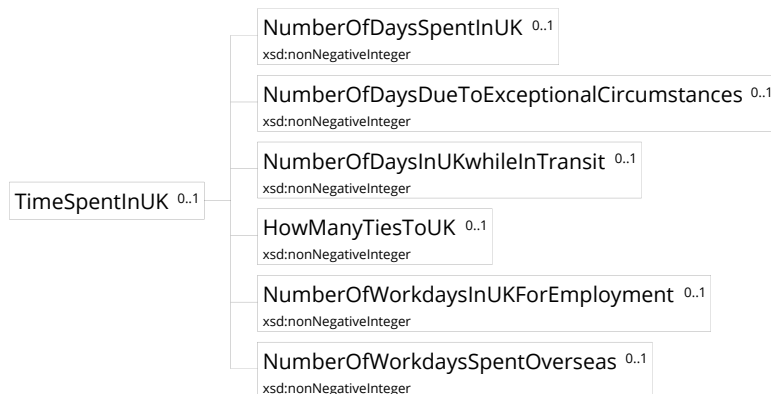 NumberOfDaysSpentInUK 0..1
xsd:nonNegativeInteger
NumberOfDaysDueToExceptionalCircumstances 0..1
xsd:nonNegativeInteger
NumberOfDaysInUKwhileInTransit 0..1
xsd:nonNegativeInteger
TimeSpentInUK 0..1
HowManyTiesToUK 0..1
xsd:nonNegativeInteger
NumberOfWorkdaysInUKForEmployment 0..1
xsd:nonNegativeInteger
NumberOfWorkdaysSpentOverseas 0..1
xsd:nonNegativeInteger